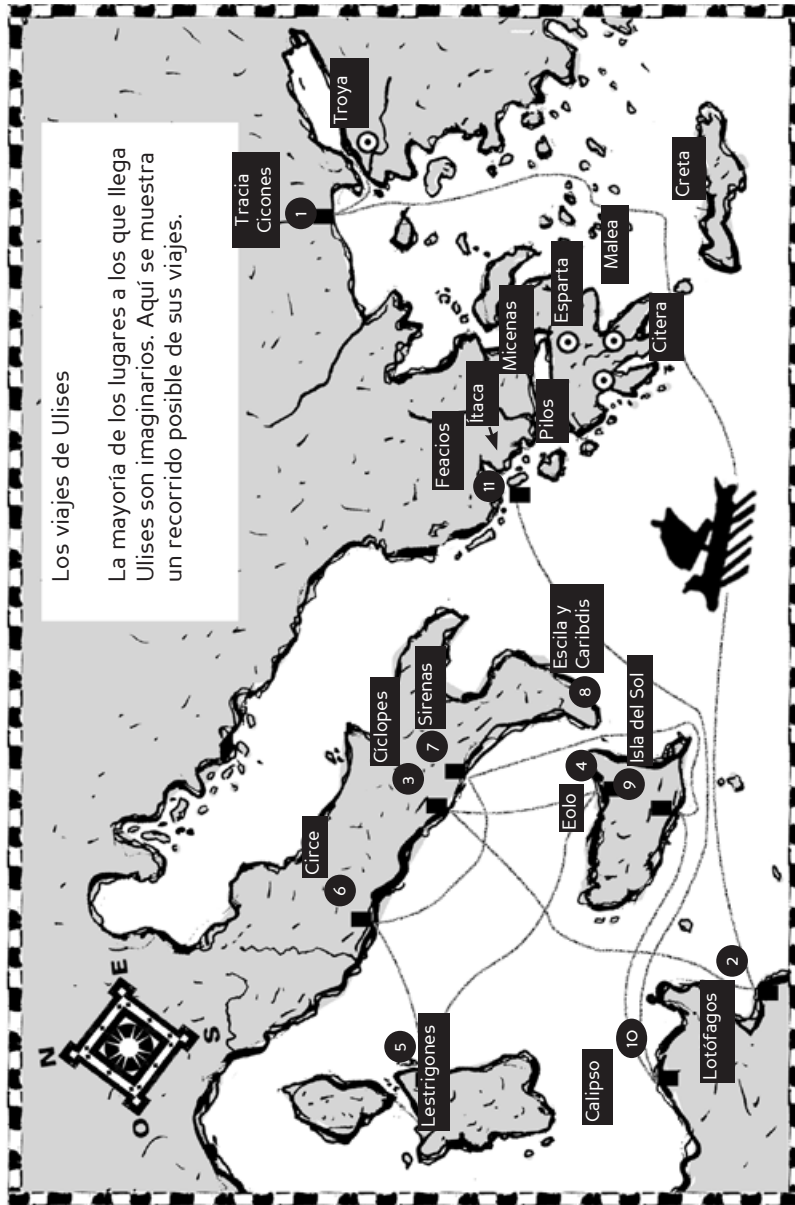 Los viajes de Ulises
La mayoría de los lugares a los que llega
Ulises son imaginarios. Aquí se muestra
un recorrido posible de sus viajes.
N
E
S
O
Tracia
Cicones
1
Troya
Circe
6
Cíclopes
3
7
Sirenas
Feacios
11
Ítaca
Micenas
Esparta
Malea
Creta
Pilos
Citera
5
Lestrigones
Eolo
4
9
Isla del Sol
8
Escila y
Caribdis
Calipso
10
Lotófagos
2